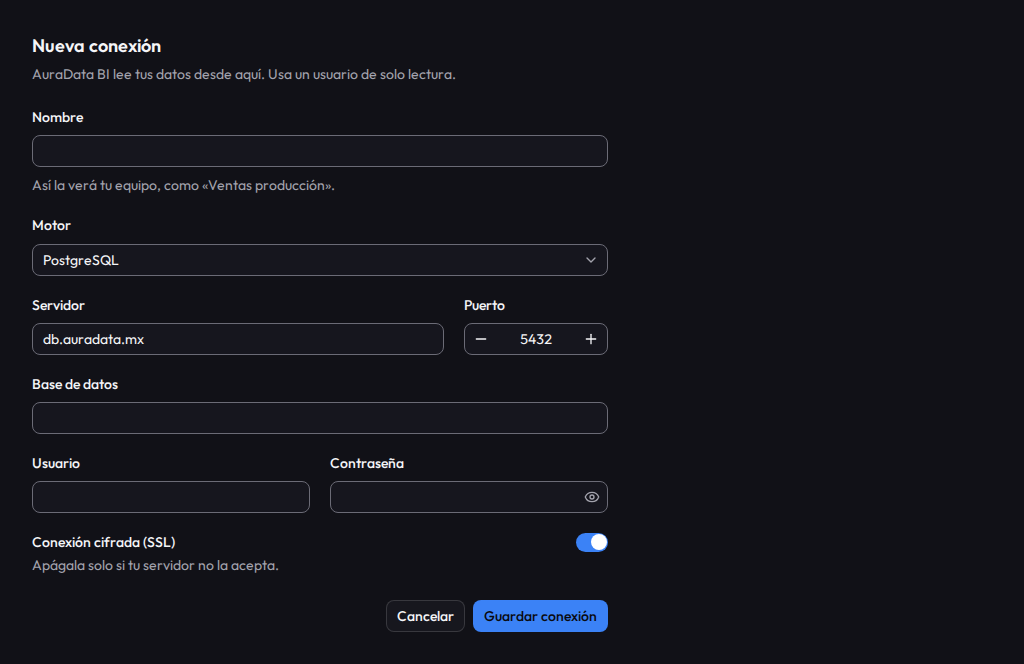 Nueva conexión
AuraData BI lee tus datos desde aquí. Usa un usuario de solo lectura.
Nombre
Así la verá tu equipo, como «Ventas producción».
Motor
PostgreSQL
Servidor
Puerto
db.auradata.mx
5432
Base de datos
Usuario
Contraseña
Conexión cifrada (SSL)
Apágala solo si tu servidor no la acepta.
Cancelar
Guardar conexión